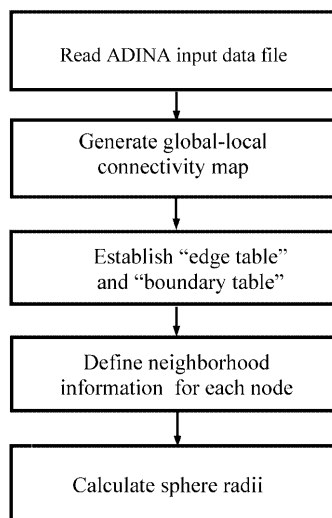 Read ADINA input data file
Generate global-local
connectivity map
Establish “edge table”
and “boundary table”
Define neighborhood
information for each node
Calculate sphere radii